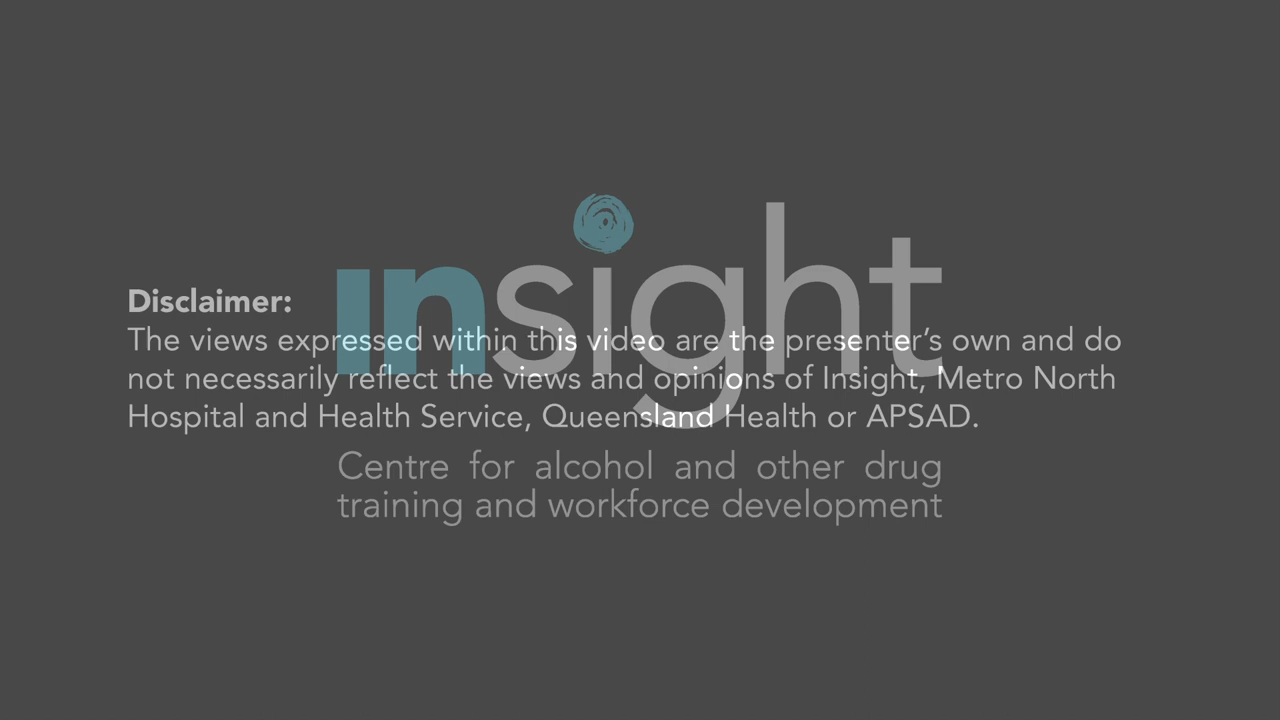 insight
Disclaimer:
The views expressed within this video are the presenter’s own and do
not necessarily reflect the views and opinions of Insight, Metro North
Hospital and Health Service, Queensland Health or APSAD.
Centre for alcohol and other drug
training and workforce development